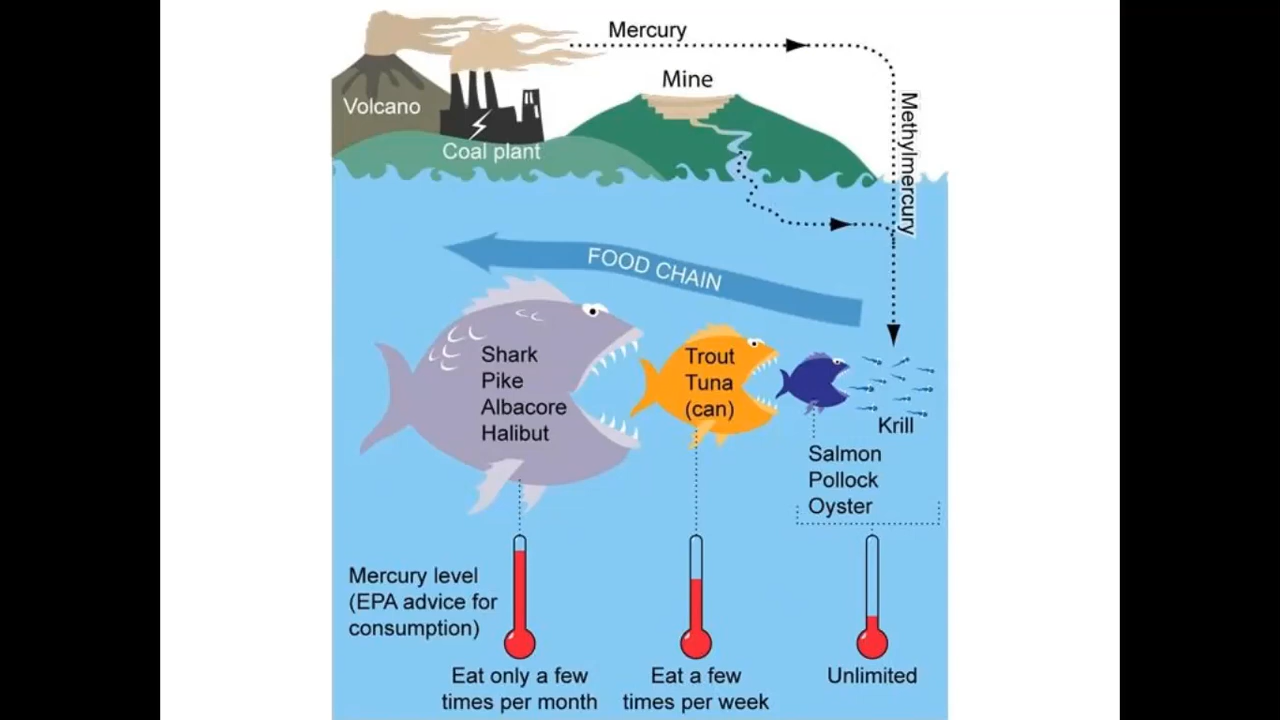 Mercury
Mine
Volcano
Coal plant
Methylmercury
FOOD CHAIN
Shark
Pike
Albacore
Halibut
Trout
Tuna
(can)
Krill
Salmon
Pollock
Oyster
Mercury level
(EPA advice for
consumption)
Eat only a few
times per month
Eat a few
times per week
Unlimited